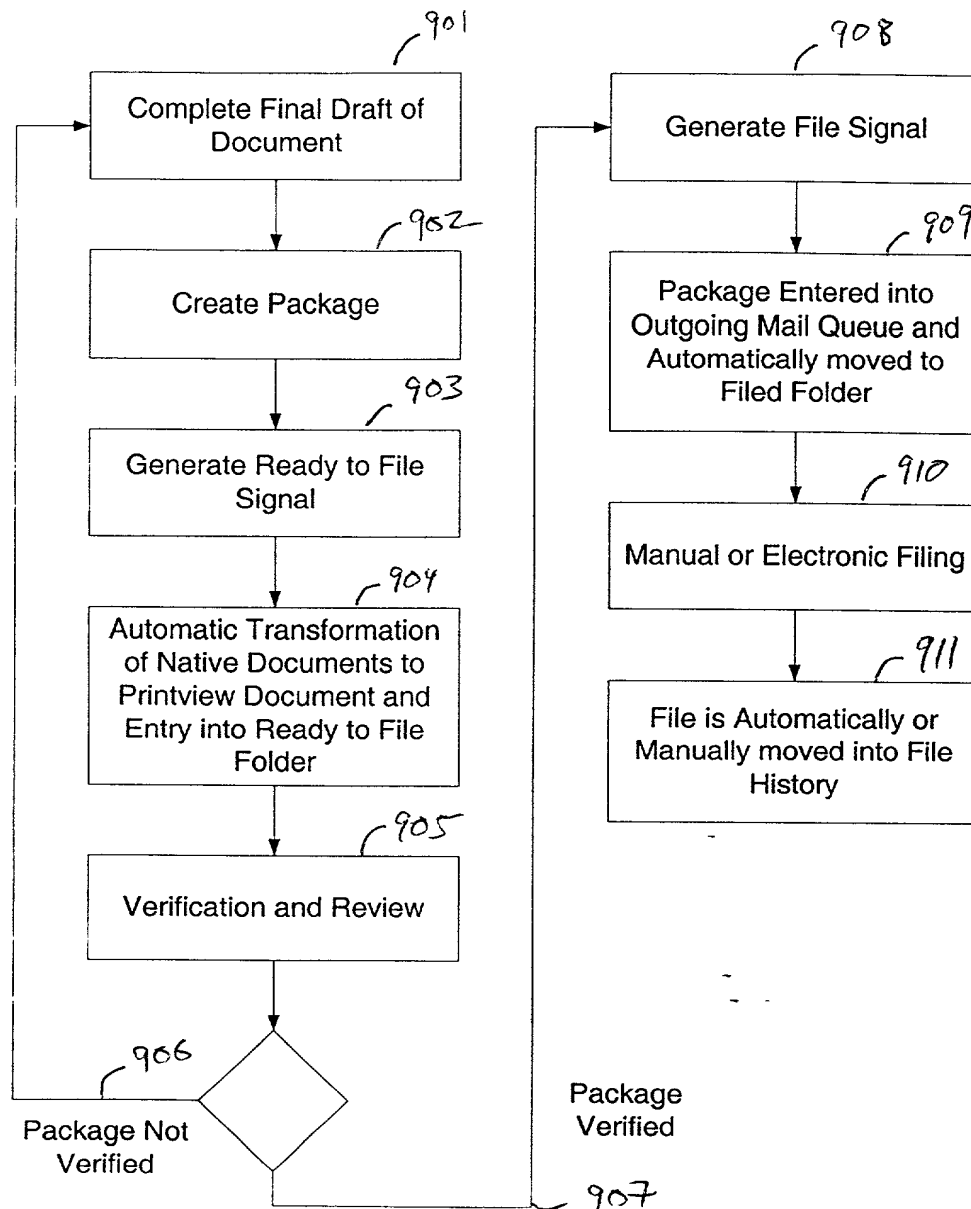 901
Complete Final Draft of
Document
902
Create Package
903
Generate Ready to File
Signal
904
Automatic Transformation
of Native Documents to
Printview Document and
Entry into Ready to File
Folder
905
Verification and Review
906
Package Not
Verified
Package
Verified
907
908
Generate File Signal
909
Package Entered into
Outgoing Mail Queue and
Automatically moved to
Filed Folder
910
Manual or Electronic Filing
911
File is Automatically or
Manually moved into File
History